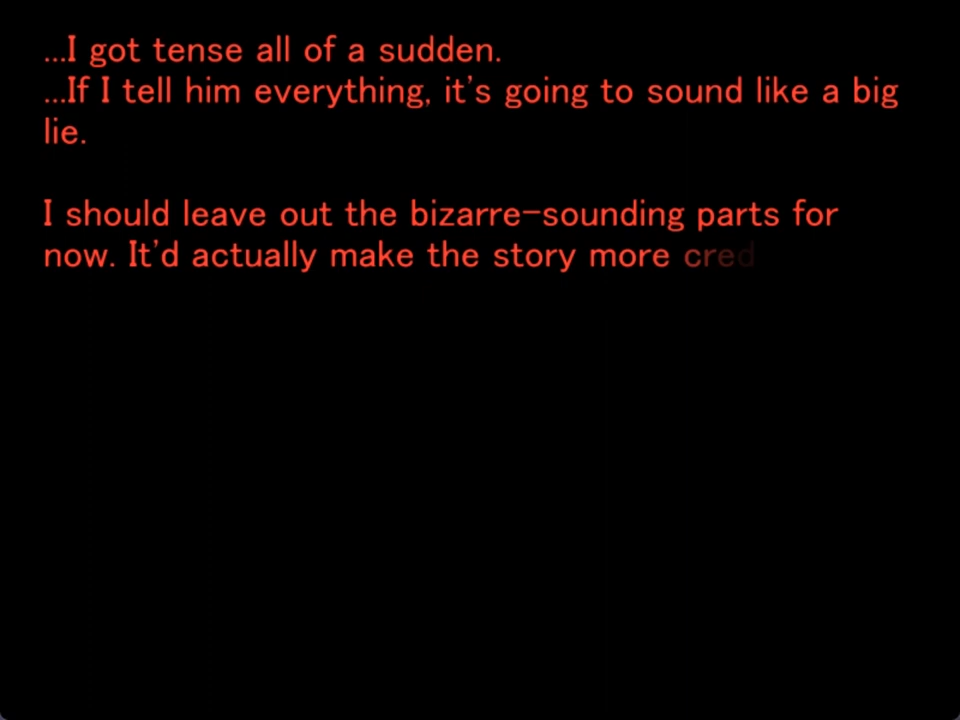 ...I got tense all of a sudden.
...If I tell him everything, it's going to sound like a big
lie.
I should leave out the bizarre-sounding parts for
now. It'd actually make the story more cred